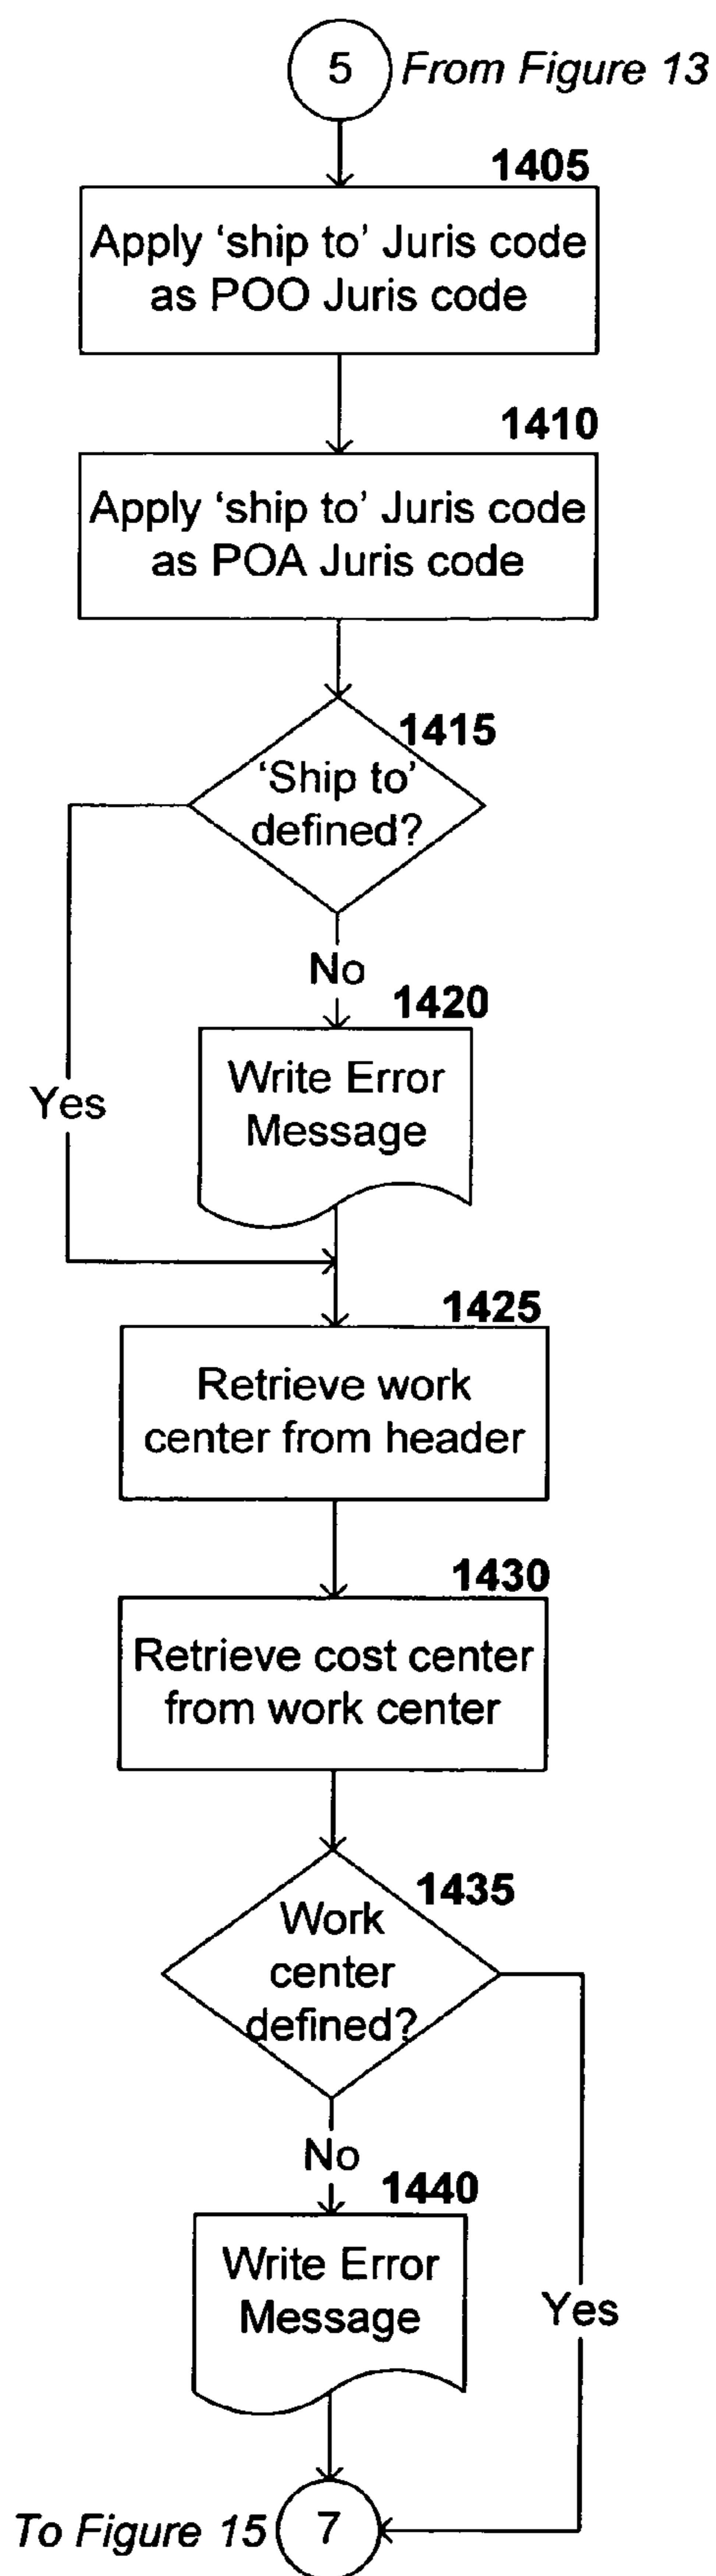 5 From Figure 13
1405
Apply ‘ship to’ Juris code
as POO Juris code
1410
Apply ‘ship to’ Juris code
as POA Juris code
1415
‘Ship to’
defined?
No
1420
Write Error
Message
Yes
1425
Retrieve work
center from header
1430
Retrieve cost center
from work center
1435
Work
center
defined?
No
1440
Write Error
Message
Yes
To Figure 15 7